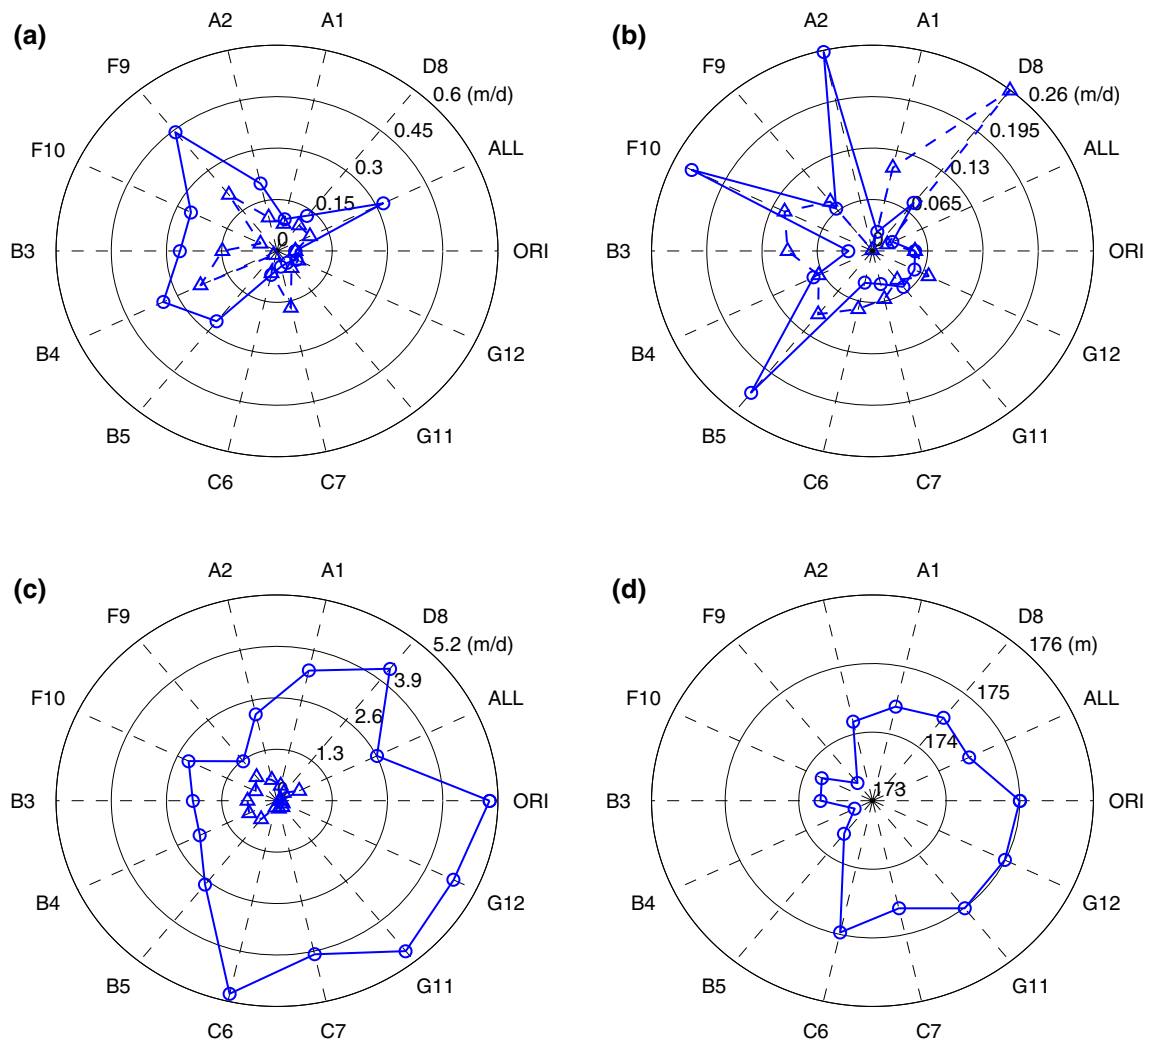 (a)
A2
A1
F9
D8
0.6 (m/d)
0.45
F10
ALL
0.3
0.15
0
B3
ORI
B4
G12
B5
G11
C6
C7
(b)
A2
A1
F9
D8
0.26 (m/d)
0.195
F10
ALL
0.13
0.065
0
B3
ORI
B4
G12
B5
G11
C6
C7
(c)
A2
A1
F9
D8
5.2 (m/d)
3.9
F10
ALL
2.6
1.3
B3
ORI
B4
G12
B5
G11
C6
C7
(d)
A2
A1
F9
D8
176 (m)
175
F10
ALL
174
173
B3
ORI
B4
G12
B5
G11
C6
C7